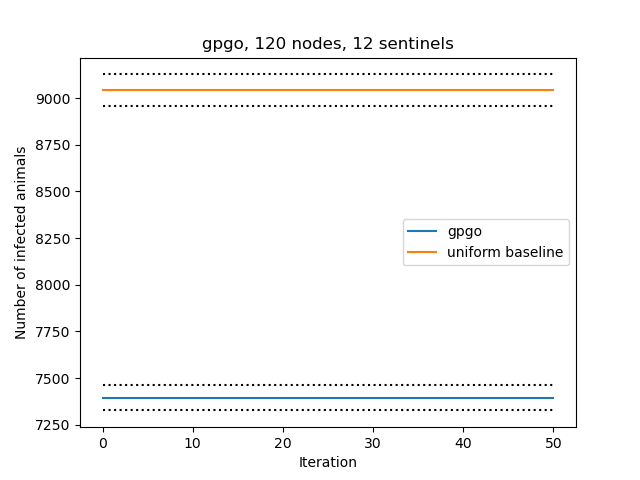 gpgo, 120 nodes, 12 sentinels
Number of infected animals
9000
8750
8500
8250
8000
7750
7500
7250
gpgo
uniform baseline
0 10 20 30 40 50
Iteration